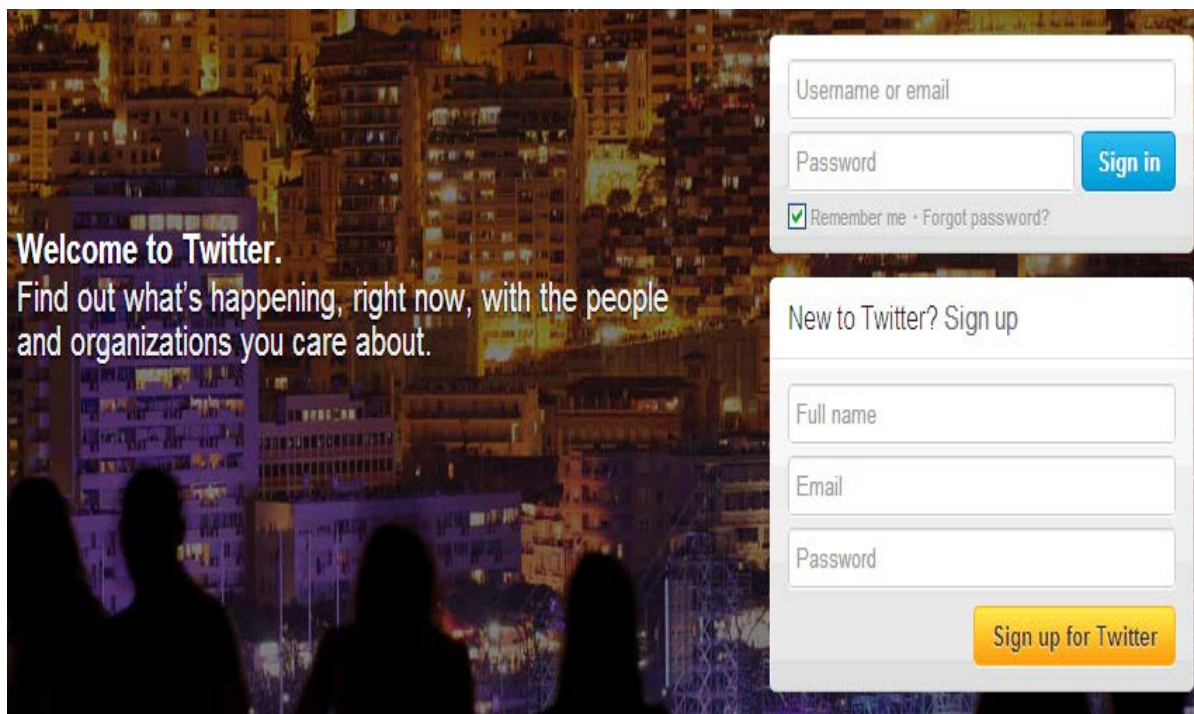 Welcome to Twitter.
Find out what's happening, right now, with the people
and organizations you care about.
Username or email
Password
Sign in
Remember me · Forgot password?
New to Twitter? Sign up
Full name
Email
Password
Sign up for Twitter